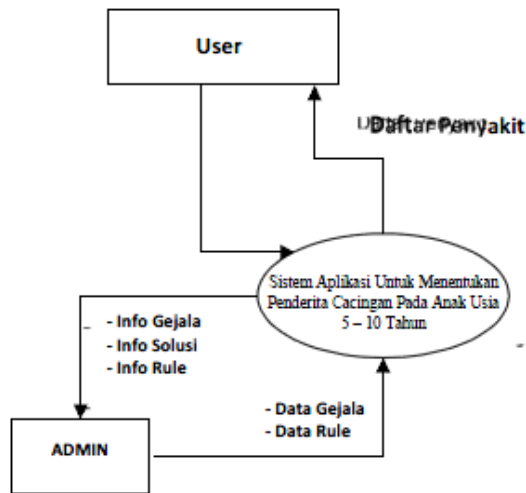 User
Daftar Penyakit
Sistem Aplikasi Untuk Menentukan
Penderita Cacingan Pada Anak Usia
5 – 10 Tahun
- Info Gejala
- Info Solusi
- Info Rule
- Data Gejala
- Data Rule
ADMIN